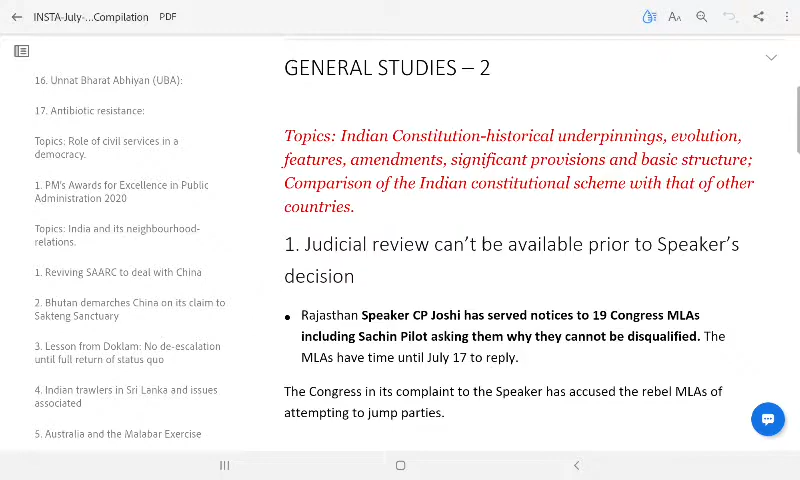 INSTA-July-...Compilation PDF
AA
16. Unnat Bharat Abhiyan (UBA):
17. Antibiotic resistance:
Topics: Role of civil services in a
democracy.
1. PM's Awards for Excellence in Public
Administration 2020
Topics: India and its neighbourhood-
relations.
1. Reviving SAARC to deal with China
2. Bhutan demarches China on its claim to
Sakteng Sanctuary
3. Lesson from Doklam: No de-escalation
until full return of status quo
4. Indian trawlers in Sri Lanka and issues
associated
5. Australia and the Malabar Exercise
GENERAL STUDIES – 2
Topics: Indian Constitution-historical underpinnings, evolution,
features, amendments, significant provisions and basic structure;
Comparison of the Indian constitutional scheme with that of other
countries.
1. Judicial review can't be available prior to Speaker's
decision
• Rajasthan Speaker CP Joshi has served notices to 19 Congress MLAs
including Sachin Pilot asking them why they cannot be disqualified. The
MLAs have time until July 17 to reply.
The Congress in its complaint to the Speaker has accused the rebel MLAs of
attempting to jump parties.